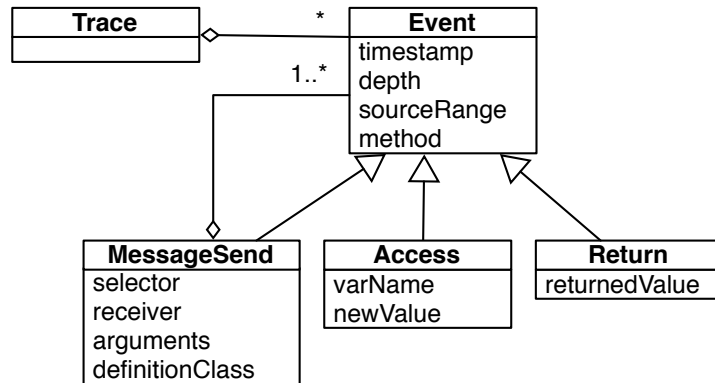 Trace
*
Event
timestamp
depth
sourceRange
method
1..*
MessageSend
selector
receiver
arguments
definitionClass
Access
varName
newValue
Return
returnedValue